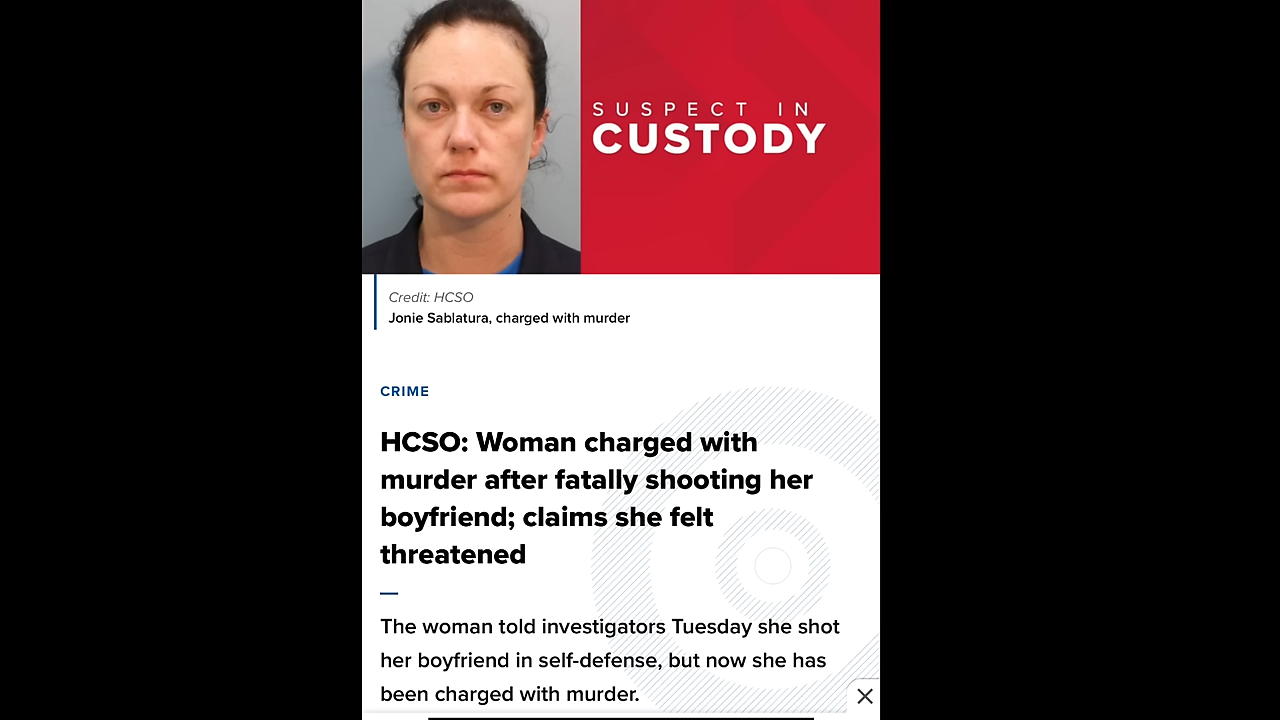 SUSPECT IN
CUSTODY
Credit: HCSO
Jonie Sablatura, charged with murder
CRIME
HCSO: Woman charged with
murder after fatally shooting her
boyfriend; claims she felt
threatened
The woman told investigators Tuesday she shot
her boyfriend in self-defense, but now she has
been charged with murder.